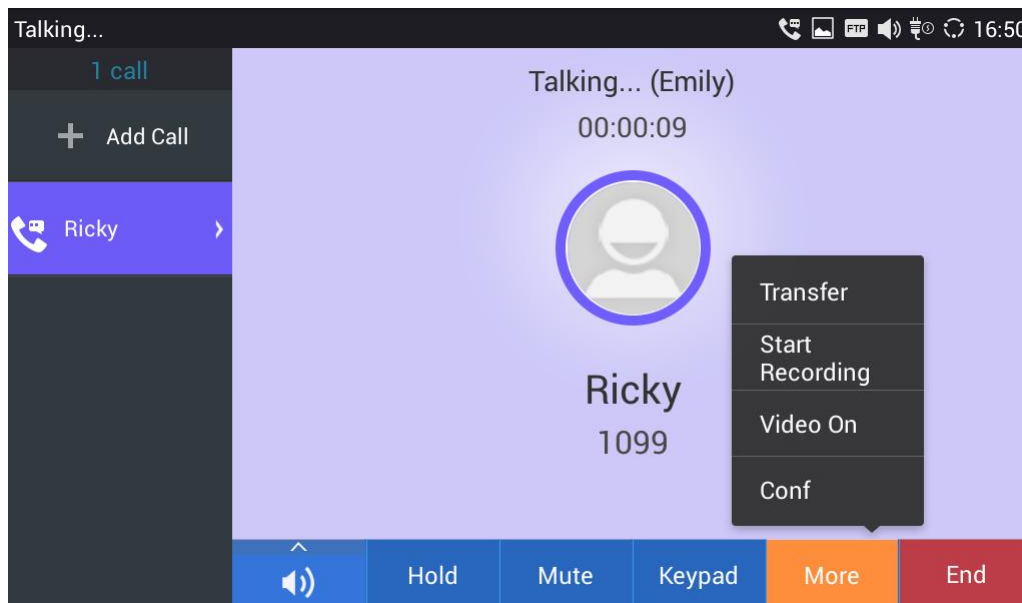 Talking...
FTP
16:50
1 call
Add Call
Ricky
Talking... (Emily)
00:00:09
Ricky
1099
Transfer
Start
Recording
Video On
Conf
Hold
Mute
Keypad
More
End